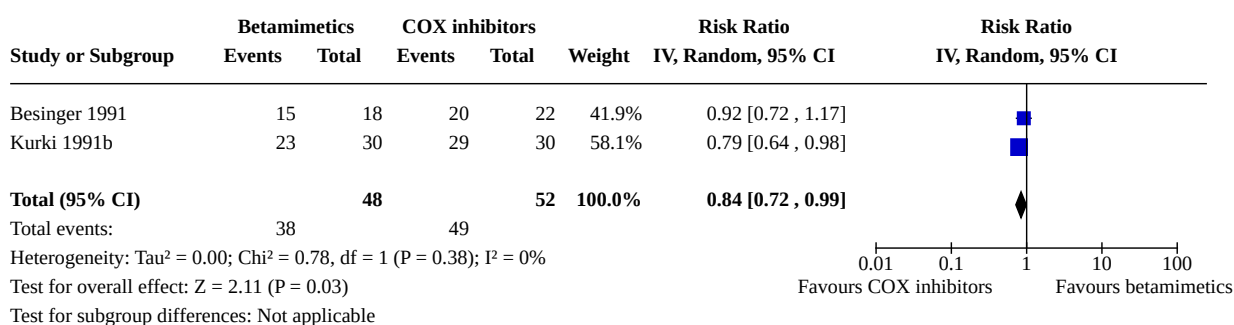 Betamimetics COX inhibitors Risk Ratio Risk Ratio
Study or Subgroup Events Total Events Total Weight IV, Random, 95% CI IV, Random, 95% CI
Besinger 1991 15 18 20 22 41.9% 0.92 [0.72 , 1.17]
Kurki 1991b 23 30 29 30 58.1% 0.79 [0.64 , 0.98]
Total (95% CI) 48 52 100.0% 0.84 [0.72 , 0.99]
Total events: 38 49
Heterogeneity: Tau² = 0.00; Chi² = 0.78, df = 1 (P = 0.38); I² = 0%
0.01 0.1 1 10 100
Test for overall effect: Z = 2.11 (P = 0.03) Favours COX inhibitors Favours betamimetics
Test for subgroup differences: Not applicable